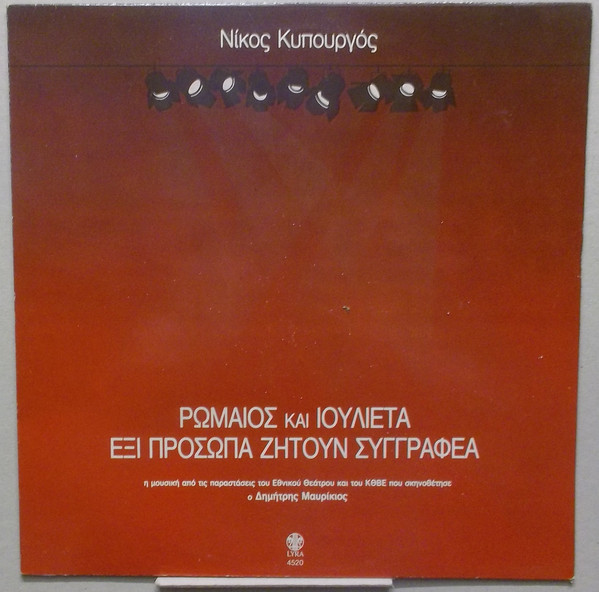 Νίκος Κυπουργός
ΡΩΜΑΙΟΣ ΚΑΙ ΙΟΥΛΙΕΤΑ
ΕΞΙ ΠΡΟΣΩΠΑ ΖΗΤΟΥΝ ΣΥΓΓΡΑΦΕΑ
η μουσική από τις παραστάσεις του Εθνικού Θεάτρου και του ΚΘΒΕ που σκηνοθέτησε
ο Δημήτρης Μαυρίκιος
LYRA
4520